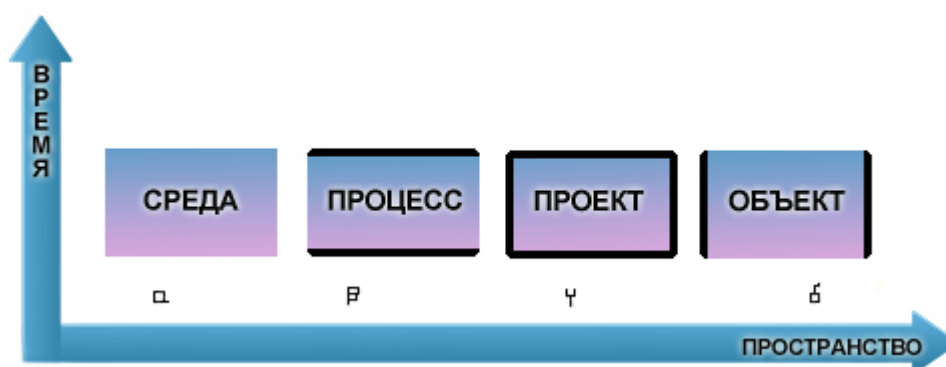 ВРЕМЯ
СРЕДА ПРОЦЕСС ПРОЕКТ ОБЪЕКТ
α β γ δ
ПРОСТРАНСТВО